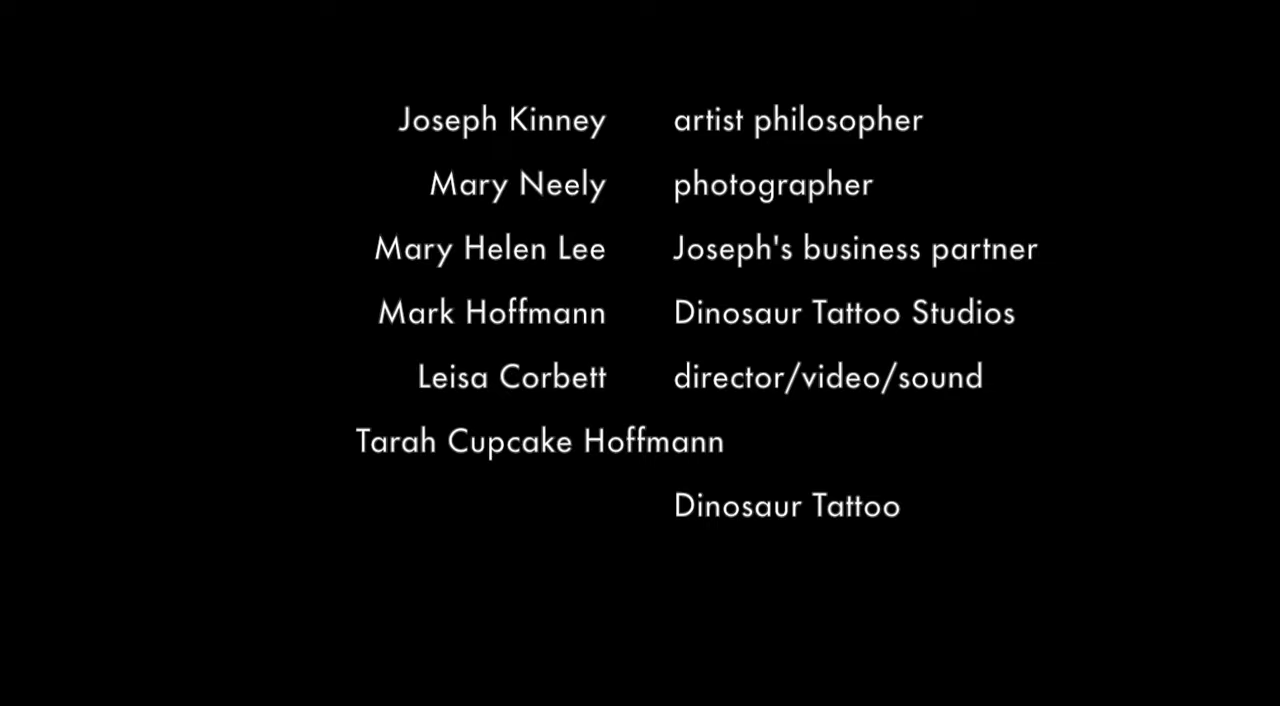 Joseph Kinney artist philosopher
Mary Neely photographer
Mary Helen Lee Joseph's business partner
Mark Hoffmann Dinosaur Tattoo Studios
Leisa Corbett director/video/sound
Tarah Cupcake Hoffmann
Dinosaur Tattoo